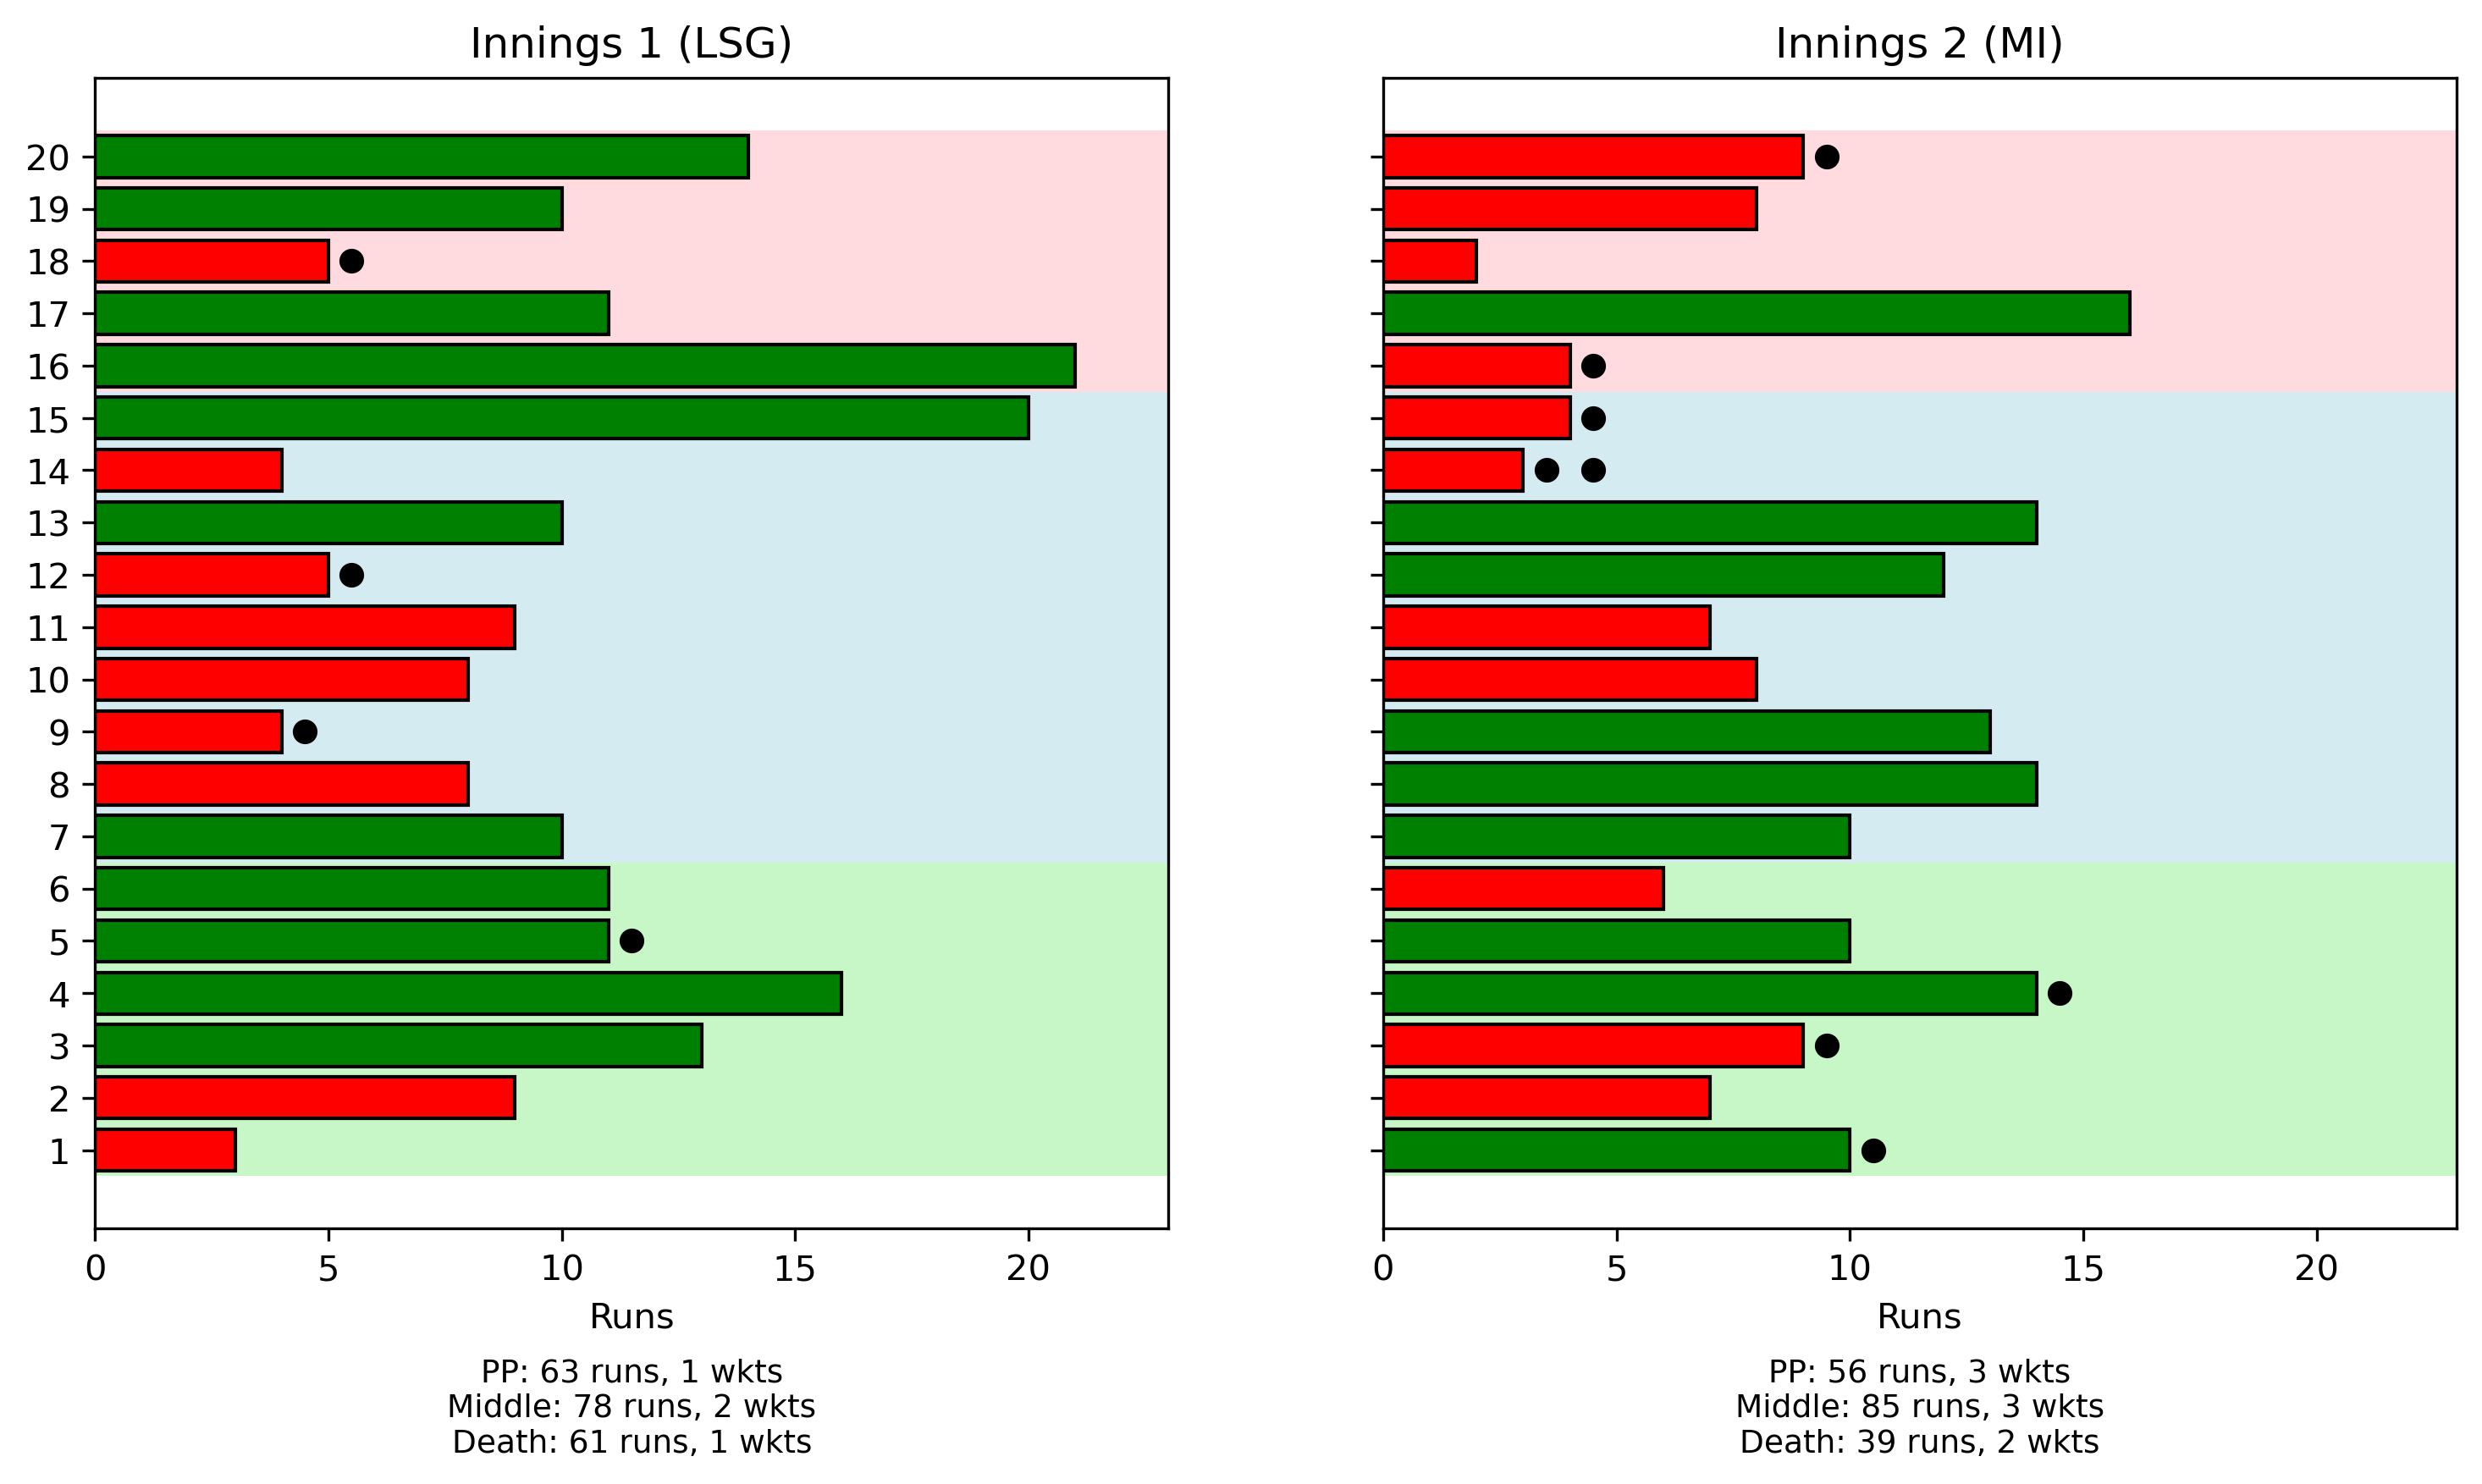 Innings 1 (LSG)
20
19
18
17
16
15
14
13
12
11
10
9
8
7
6
5
4
3
2
1
0 5 10 15 20
Runs
PP: 63 runs, 1 wkts
Middle: 78 runs, 2 wkts
Death: 61 runs, 1 wkts
Innings 2 (MI)
0 5 10 15 20
Runs
PP: 56 runs, 3 wkts
Middle: 85 runs, 3 wkts
Death: 39 runs, 2 wkts